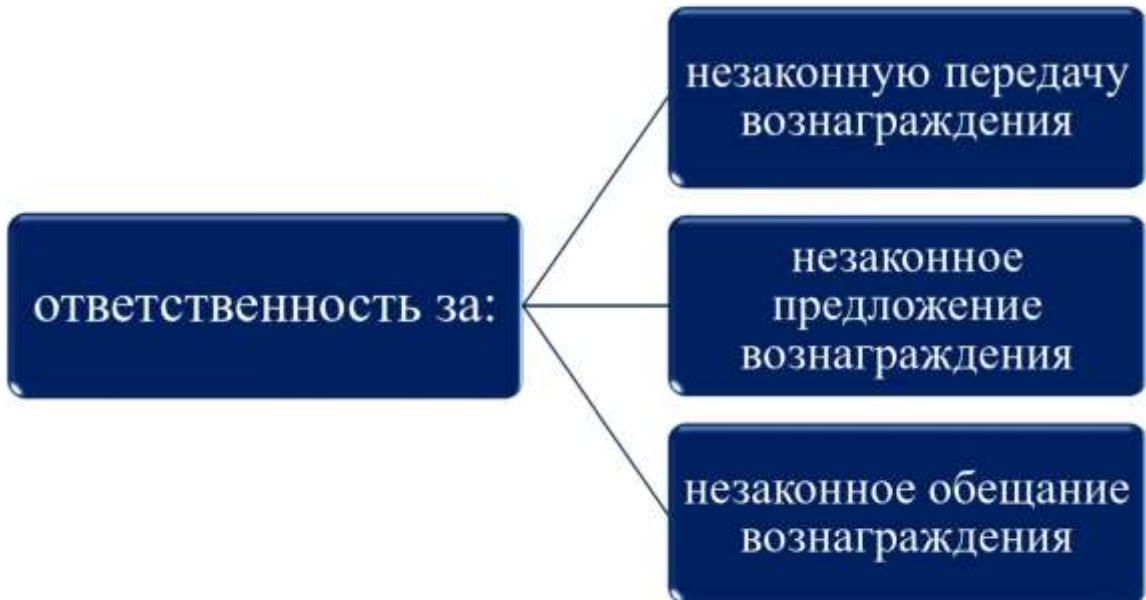 незаконную передачу
вознаграждения
ответственность за:
незаконное
предложение
вознаграждения
незаконное обещание
вознаграждения